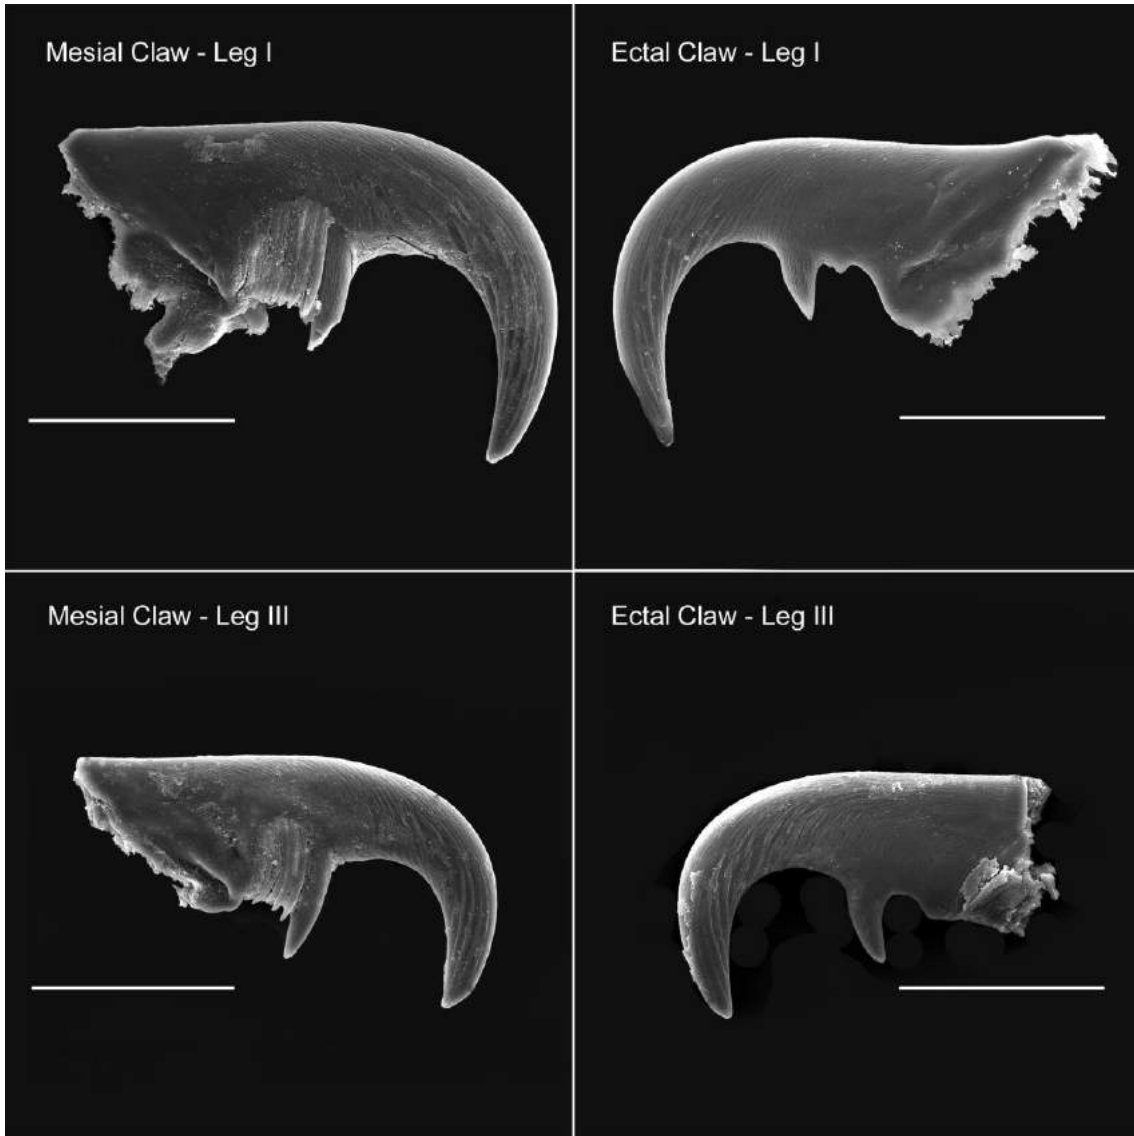 Mesial Claw - Leg I
Ectal Claw - Leg I
Mesial Claw - Leg III
Ectal Claw - Leg III